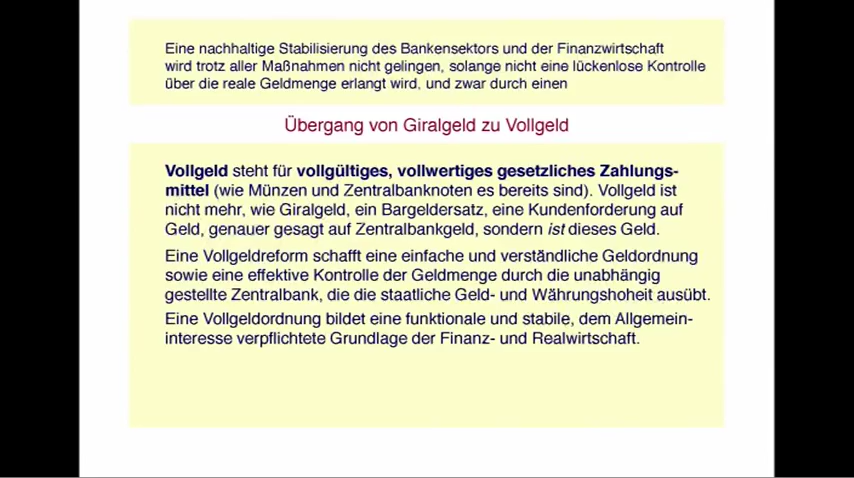 Eine nachhaltige Stabilisierung des Bankensektors und der Finanzwirtschaft
wird trotz aller Maßnahmen nicht gelingen, solange nicht eine lückenlose Kontrolle
über die reale Geldmenge erlangt wird, und zwar durch einen
Übergang von Giralgeld zu Vollgeld
Vollgeld steht für vollgültiges, vollwertiges gesetzliches Zahlungs-
mittel (wie Münzen und Zentralbanknoten es bereits sind). Vollgeld ist
nicht mehr, wie Giralgeld, ein Bargeldersatz, eine Kundenforderung auf
Geld, genauer gesagt auf Zentralbankgeld, sondern ist dieses Geld.
Eine Vollgeldreform schafft eine einfache und verständliche Geldordnung
sowie eine effektive Kontrolle der Geldmenge durch die unabhängig
gestellte Zentralbank, die die staatliche Geld- und Währungshoheit ausübt.
Eine Vollgeldordnung bildet eine funktionale und stabile, dem Allgemein-
interesse verpflichtete Grundlage der Finanz- und Realwirtschaft.